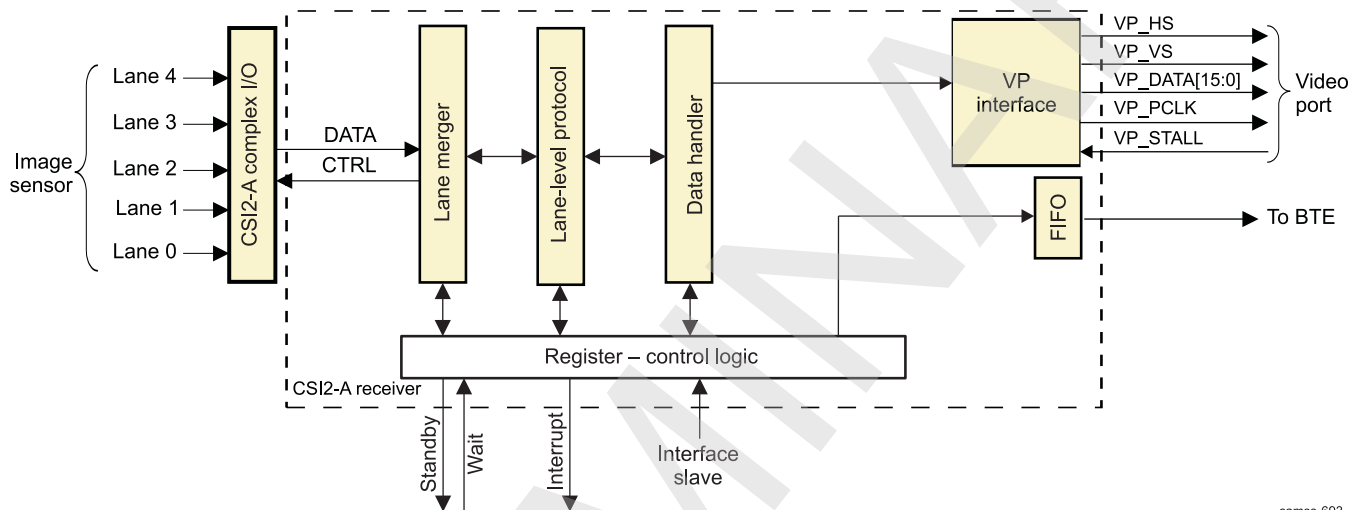 VP_HS
VP_VS
VP_DATA[15:0]
VP_PCLK
VP_STALL
Video
port
VP
interface
Lane 4
Lane 3
Lane 2
Lane 1
Lane 0
Image
sensor
CSI2-A complex I/O
DATA
CTRL
Lane merger
Lane-level protocol
Data handler
FIFO
To BTE
Register – control logic
CSI2-A receiver
Standby
Wait
Interrupt
Interface
slave